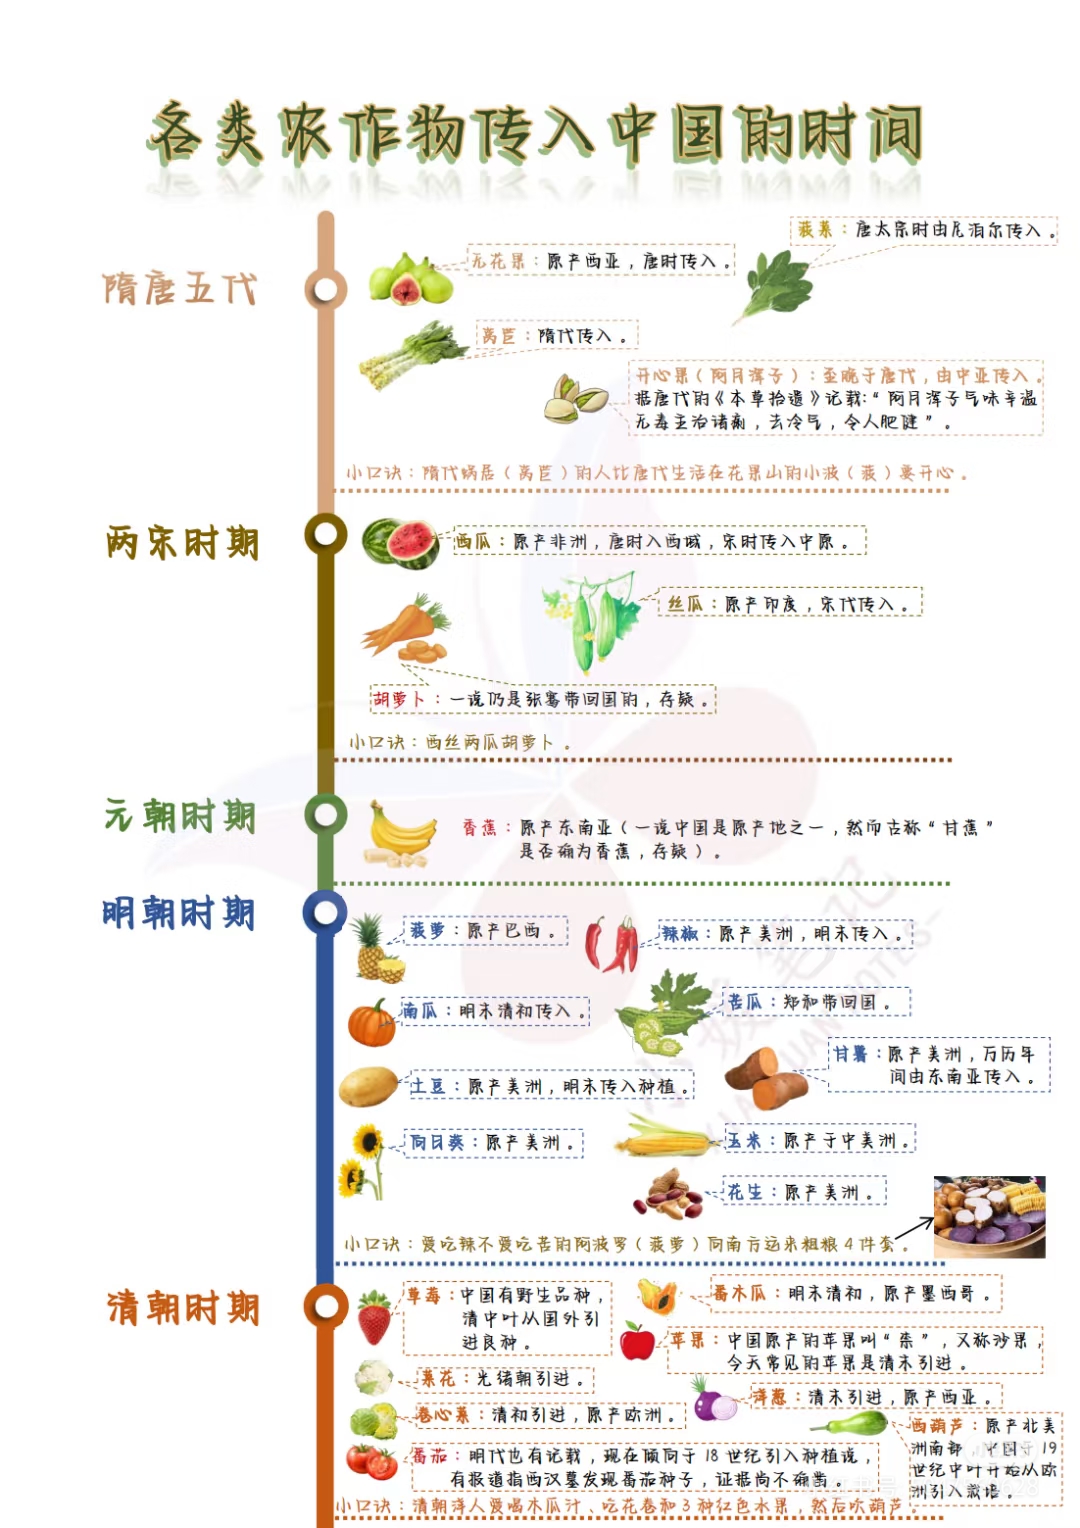 各类农作物传入中国的时间
隋唐五代
菠菜：唐太宗时由尼泊尔传入。
无花果：原产西亚，唐时传入。
莴苣：隋代传入。
开心果（阿月浑子）：至晚于唐代，由中亚传入。
据唐代的《本草拾遗》记载："阿月浑子气味辛温
无毒主治诸痢，去冷气，令人肥健"。
小口诀：隋代蜗居（莴苣）的人比唐代生活在花果山的小波（菠）要开心。
两宋时期
西瓜：原产非洲，唐时入西域，宋时传入中原。
丝瓜：原产印度，宋代传入。
胡萝卜：一说仍是张骞带回国的，存疑。
小口诀：西丝两瓜胡萝卜。
元朝时期
香蕉：原产东南亚（一说中国是原产地之一，然而古称"甘蕉"
是否确为香蕉，存疑）。
明朝时期
菠萝：原产巴西。
辣椒：原产美洲，明末传入。
南瓜：明末清初传入。
苦瓜：郑和带回国。
甘薯：原产美洲，万历年
间由东南亚传入。
土豆：原产美洲，明末传入种植。
向日葵：原产美洲。
玉米：原产于中美洲。
花生：原产美洲。
小口诀：爱吃辣不爱吃苦的阿波罗（菠萝）向南方运来粗粮4件套。
清朝时期
草莓：中国有野生品种，
清中叶从国外引
进良种。
番木瓜：明末清初，原产墨西哥。
苹果：中国原产的苹果叫"柰"，又称沙果，
今天常见的苹果是清末引进。
菜花：光绪朝引进。
洋葱：清末引进，原产西亚。
卷心菜：清初引进，原产欧洲。
西葫芦：原产北美
洲南部，中国于19
世纪中叶开始从欧
洲引入栽培。
番茄：明代也有记载，现在倾向于18世纪引入种植说，
有报道指西汉墓发现番茄种子，证据尚不确凿。
小口诀：清朝洋人爱喝木瓜汁、吃花卷和3种红色水果，然后吹葫芦。
小媛笔记